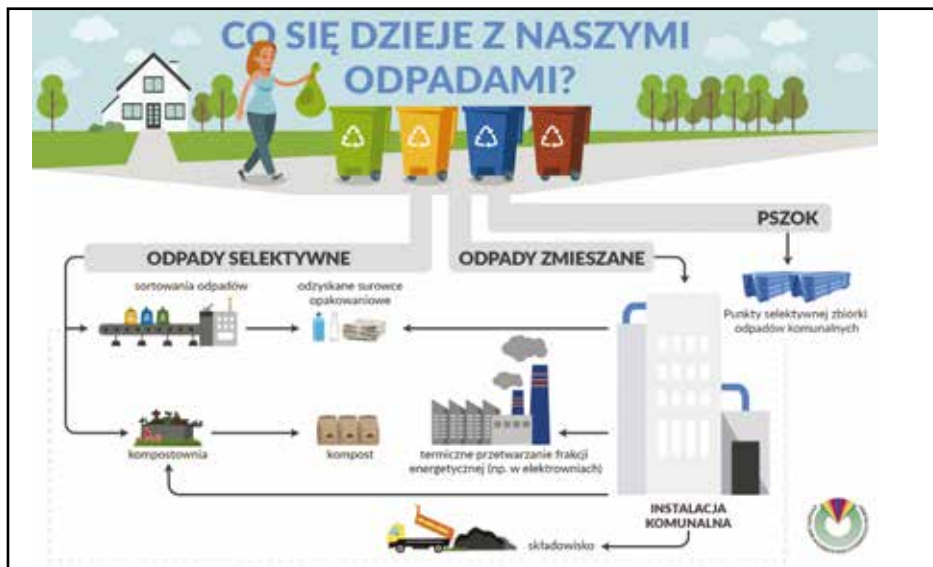 CO SIĘ DZIEJE Z NASZYMI
ODPADAMI?
PSZOK
ODPADY SELEKTYWNE
ODPADY ZMIESZANE
sortowania odpadów
odzyskane surowce
opakowaniowe
Punkty selektywnej zbiórki
odpadów komunalnych
kompostownia
kompost
termiczne przetwarzanie frakcji
energetycznej (np. w elektrowniach)
INSTALACJA
KOMUNALNA
składowisko